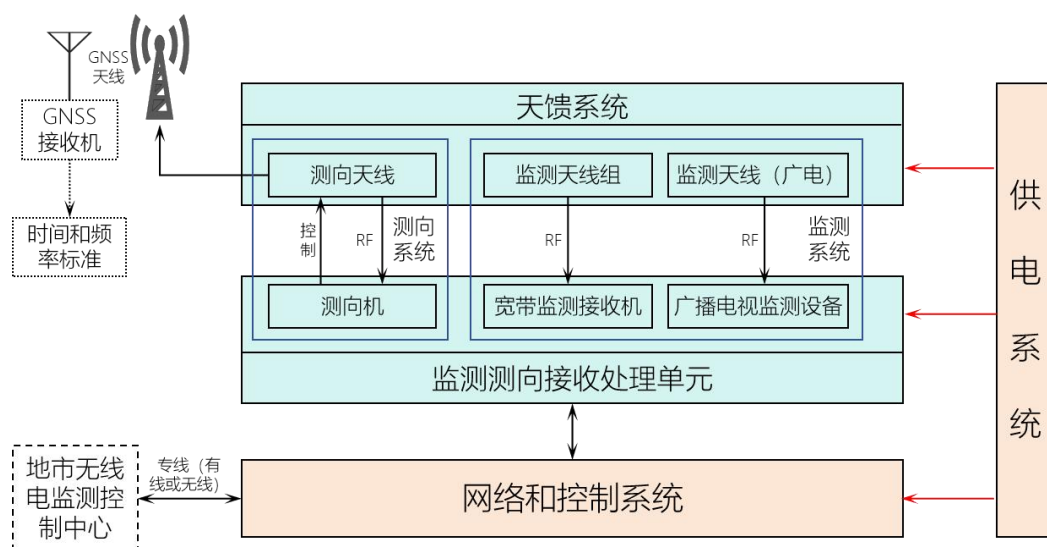 GNSS
天线
GNSS
接收机
时间和频
率标准
天馈系统
测向天线
监测天线组
监测天线（广电）
控
制
RF
测向
系统
RF
RF
监测
系统
测向机
宽带监测接收机
广播电视监测设备
监测测向接收处理单元
供
电
系
统
地市无线
电监测控
制中心
专线（有
线或无线）
网络和控制系统